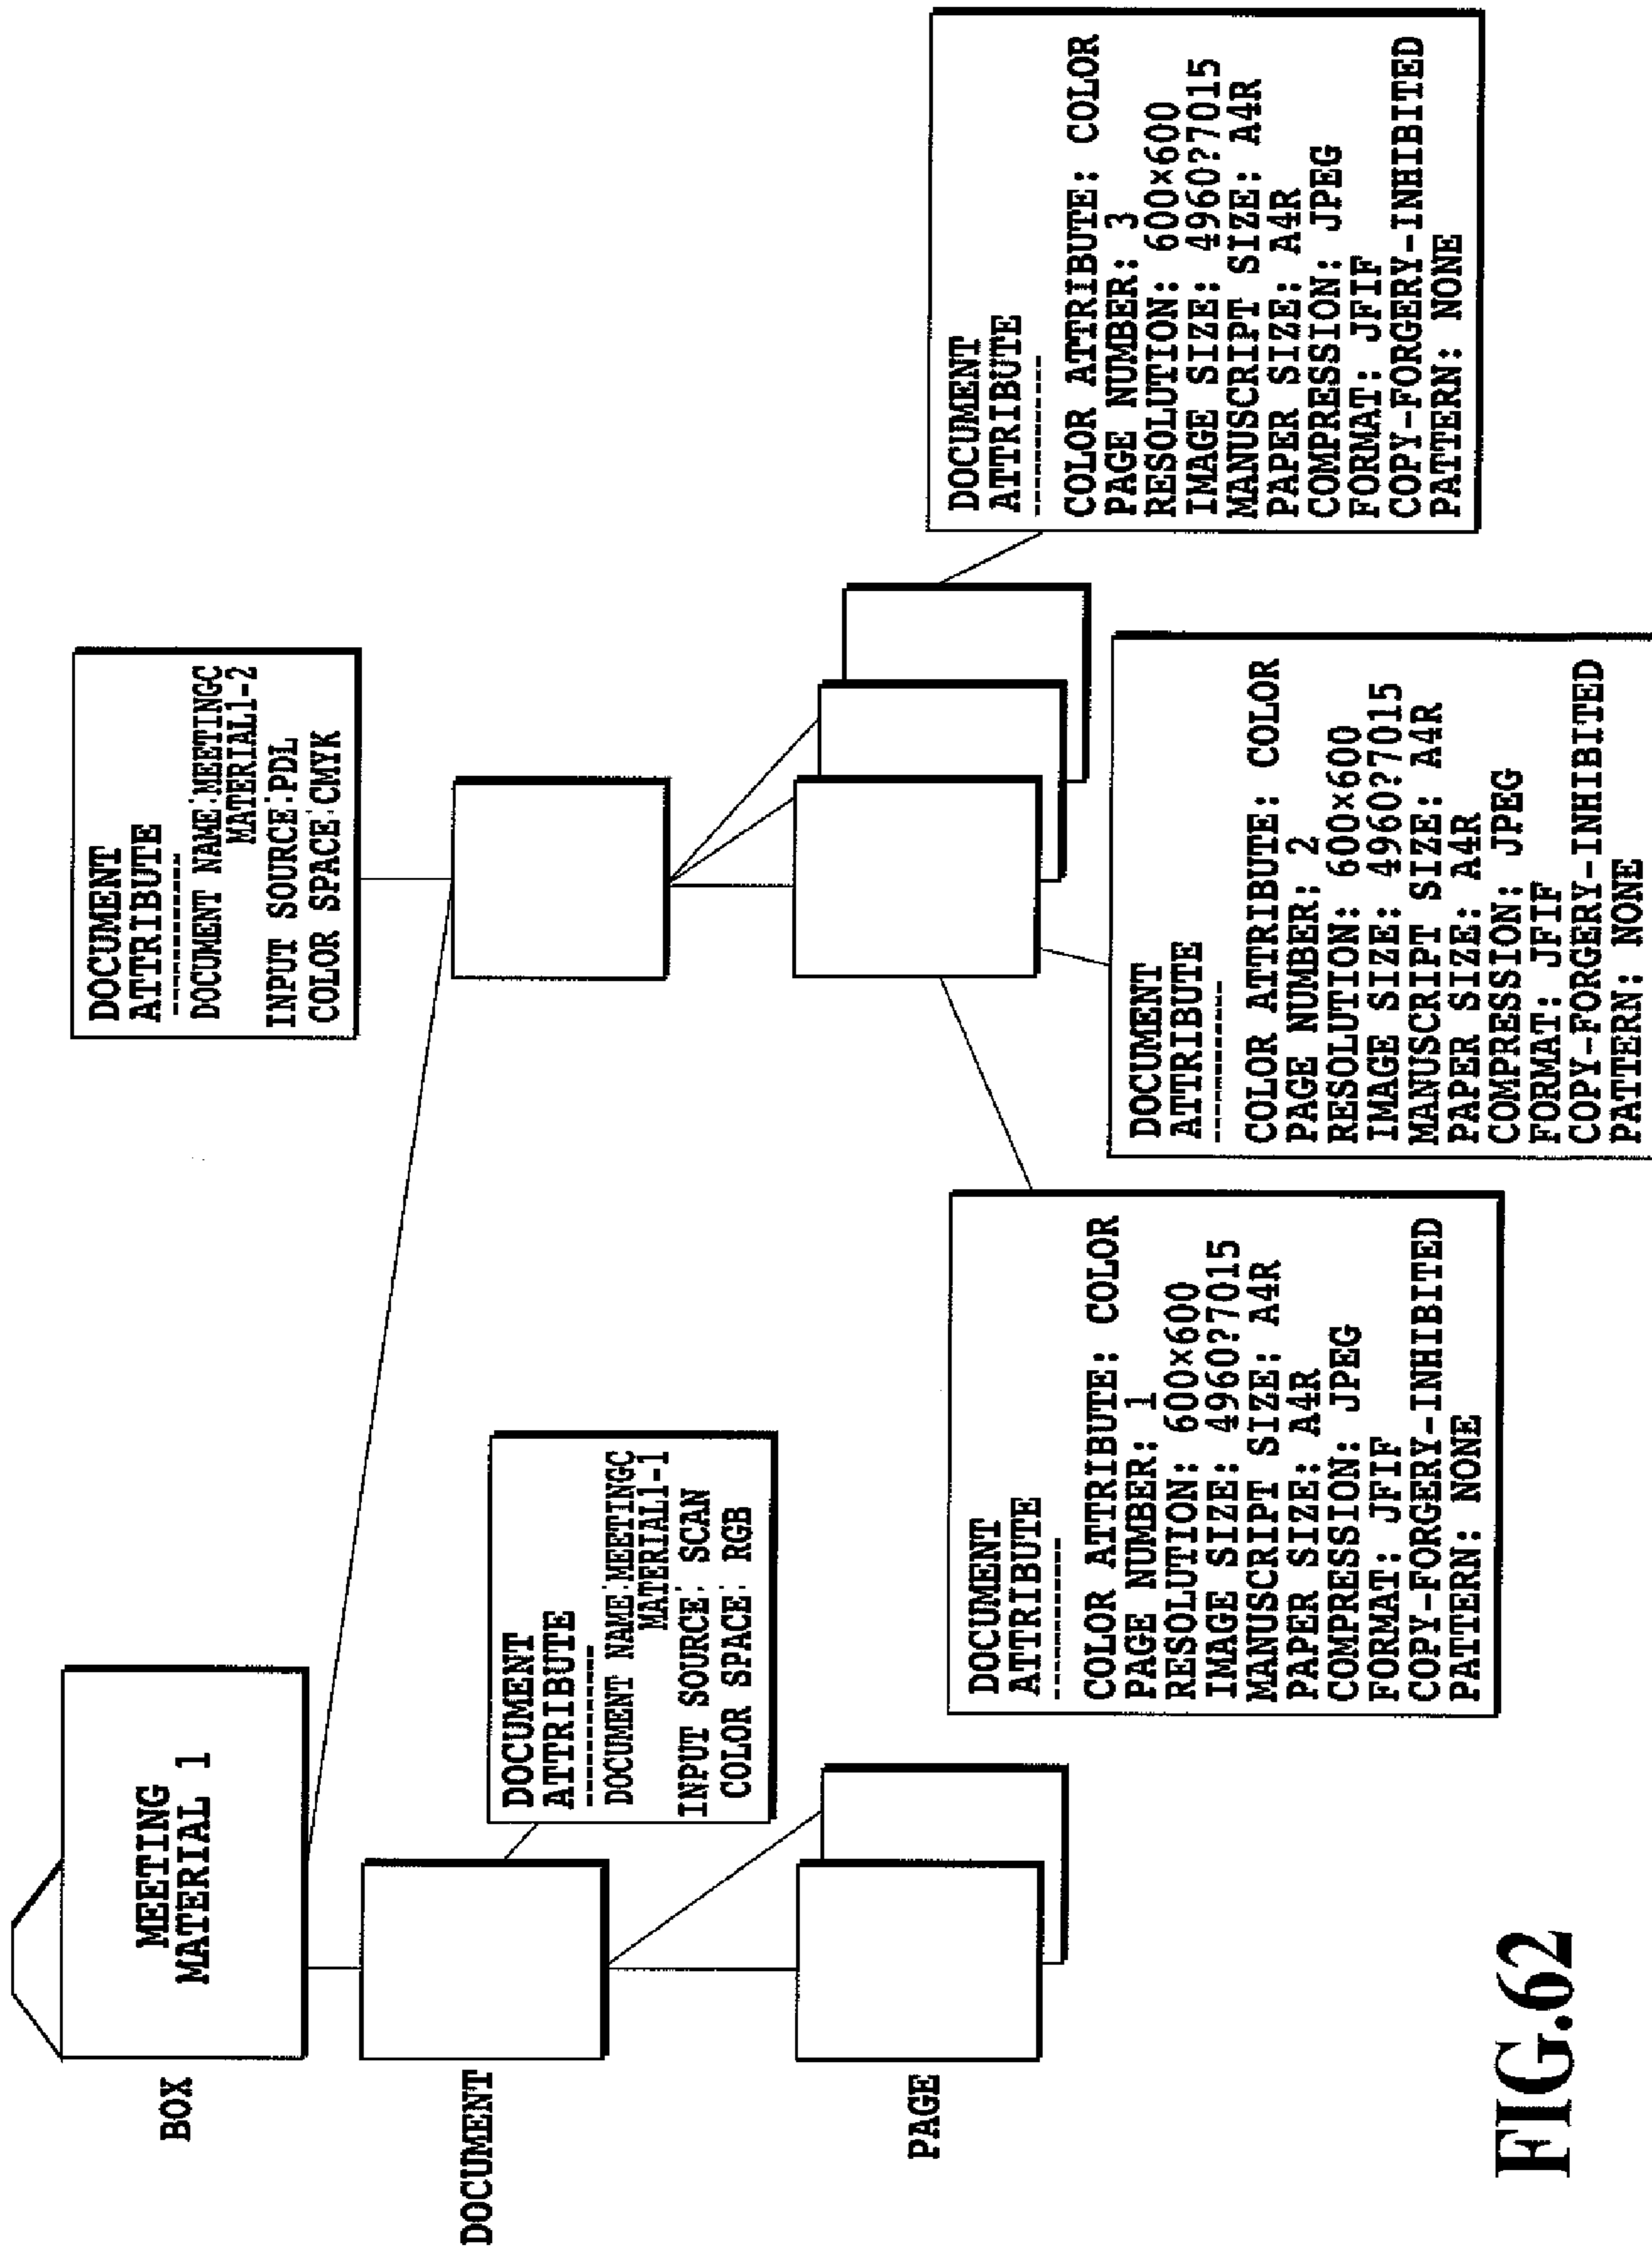 BOX
MEETING
MATERIAL 1
DOCUMENT
DOCUMENT
ATTRIBUTE
----------
DOCUMENT NAME:MEETINGC
MATERIAL1-1
INPUT SOURCE: SCAN
COLOR SPACE: RGB
DOCUMENT
ATTRIBUTE
----------
DOCUMENT NAME:MEETINGC
MATERIAL1-2
INPUT SOURCE:PDL
COLOR SPACE:CMYK
PAGE
DOCUMENT
ATTRIBUTE
----------
COLOR ATTRIBUTE: COLOR
PAGE NUMBER: 1
RESOLUTION: 600×600
IMAGE SIZE: 4960?7015
MANUSCRIPT SIZE: A4R
PAPER SIZE: A4R
COMPRESSION: JPEG
FORMAT: JFIF
COPY-FORGERY-INHIBITED
PATTERN: NONE
DOCUMENT
ATTRIBUTE
----------
COLOR ATTRIBUTE: COLOR
PAGE NUMBER: 2
RESOLUTION: 600×600
IMAGE SIZE: 4960?7015
MANUSCRIPT SIZE: A4R
PAPER SIZE: A4R
COMPRESSION: JPEG
FORMAT: JFIF
COPY-FORGERY-INHIBITED
PATTERN: NONE
DOCUMENT
ATTRIBUTE
----------
COLOR ATTRIBUTE: COLOR
PAGE NUMBER: 3
RESOLUTION: 600×600
IMAGE SIZE: 4960?7015
MANUSCRIPT SIZE: A4R
PAPER SIZE: A4R
COMPRESSION: JPEG
FORMAT: JFIF
COPY-FORGERY-INHIBITED
PATTERN: NONE
FIG.62